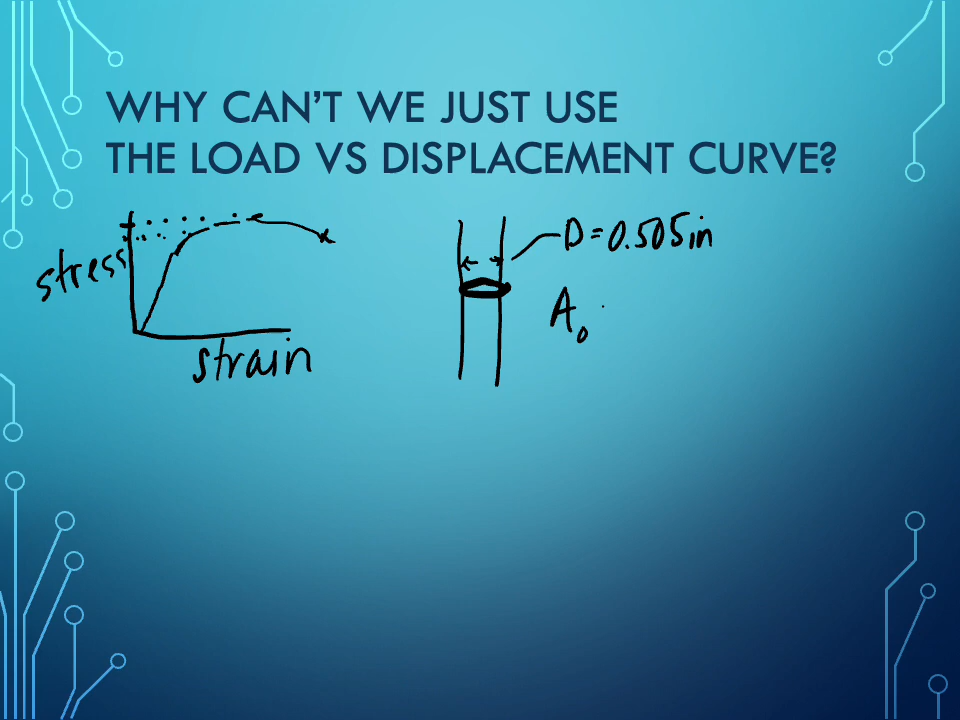 WHY CAN'T WE JUST USE
THE LOAD VS DISPLACEMENT CURVE?
stress
strain
D=0.505in
A₀